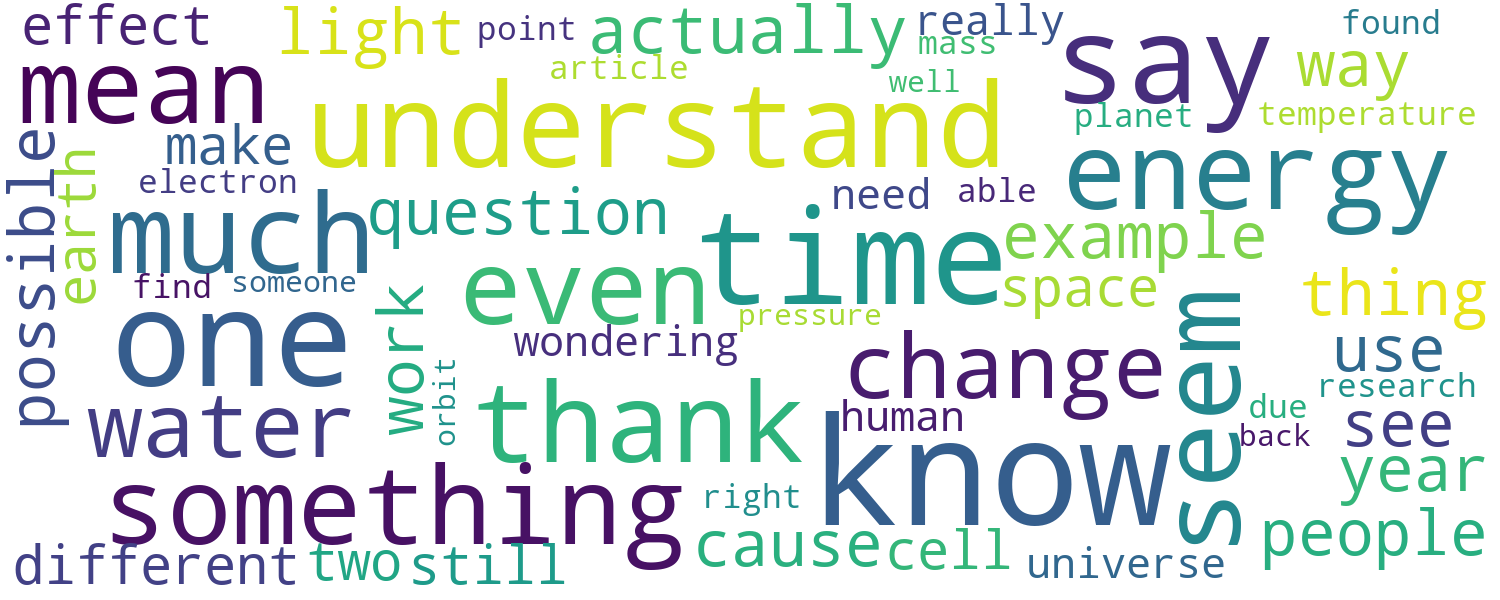 effect
light
point
actually
really
found
mean
article
mass
say
way
understand
well
planet
temperature
possible
make
earth
electron
energy
much
question
need
able
time
example
find
someone
even
space
thing
one
work
pressure
wondering
seem
use
change
orbit
research
water
thank
human
due
see
know
back
something
right
year
cause
cell
people
different
two
still
universe